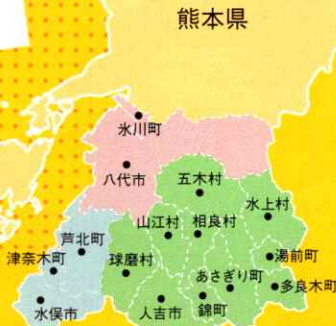 熊本県
氷川町
八代市
五木村
水上村
山江村
相良村
芦北町
津奈木町
球磨村
湯前町
あさぎり町
多良木町
水俣市
人吉市
錦町